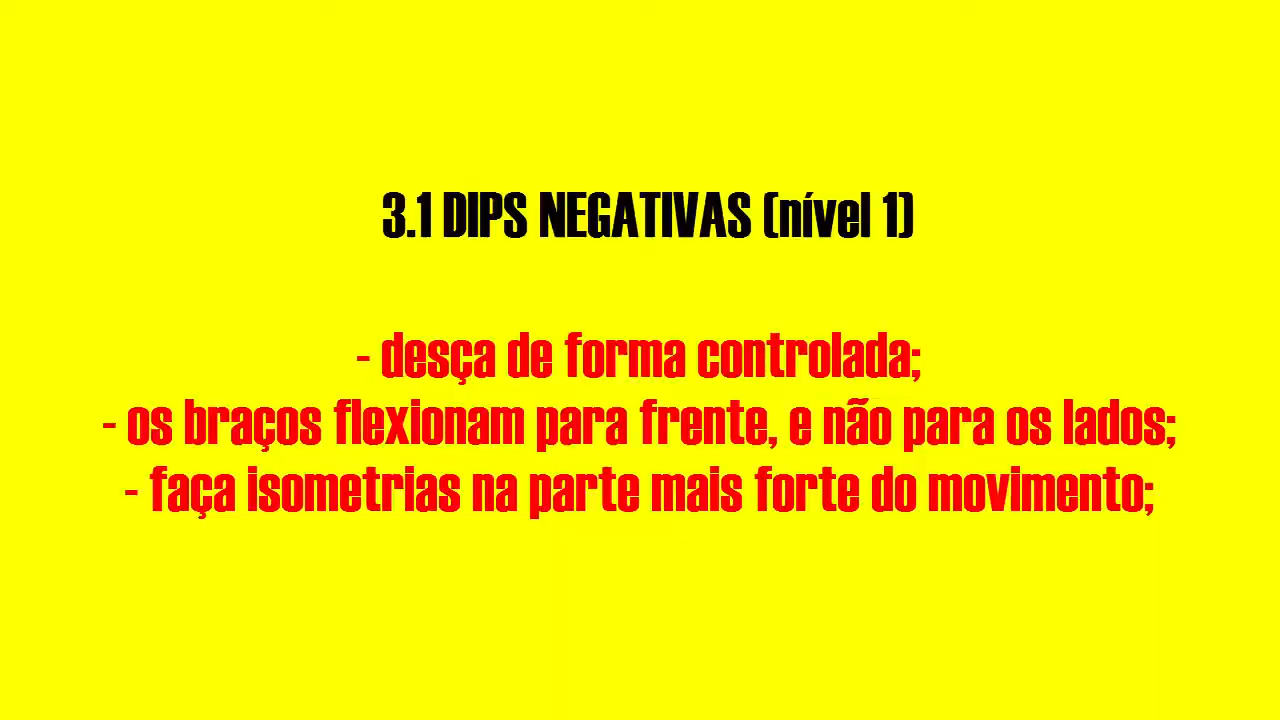 3.1 DIPS NEGATIVAS (nível 1)
- desça de forma controlada;
- os braços flexionam para frente, e não para os lados;
- faça isometrias na parte mais forte do movimento;